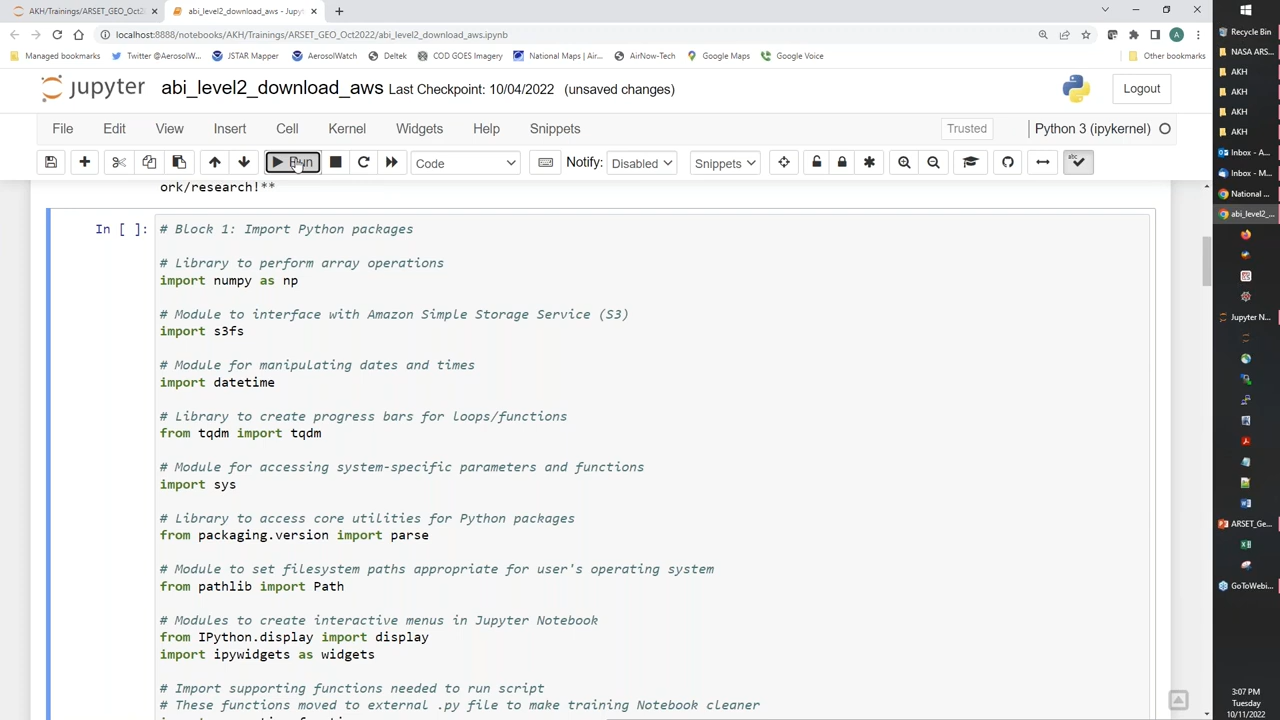 AKH/Trainings/ARSET_GEO_Oct2
abi_level2_download_aws - Jupy
localhost:8888/notebooks/AKH/Trainings/ARSET_GEO_Oct2022/abi_level2_download_aws.ipynb
Managed bookmarks
Twitter @AerosolW...
JSTAR Mapper
AerosolWatch
Deltek
COD GOES Imagery
National Maps | Air...
AirNow-Tech
Google Maps
Google Voice
Other bookmarks
jupyter abi_level2_download_aws Last Checkpoint: 10/04/2022 (unsaved changes)
Logout
File Edit View Insert Cell Kernel Widgets Help Snippets
Trusted
Python 3 (ipykernel)
Run
Code
Notify: Disabled
Snippets
abc
ork/research!**
In [ ]:
# Block 1: Import Python packages
# Library to perform array operations
import numpy as np
# Module to interface with Amazon Simple Storage Service (S3)
import s3fs
# Module for manipulating dates and times
import datetime
# Library to create progress bars for loops/functions
from tqdm import tqdm
# Module for accessing system-specific parameters and functions
import sys
# Library to access core utilities for Python packages
from packaging.version import parse
# Module to set filesystem paths appropriate for user's operating system
from pathlib import Path
# Modules to create interactive menus in Jupyter Notebook
from IPython.display import display
import ipywidgets as widgets
# Import supporting functions needed to run script
# These functions moved to external .py file to make training Notebook cleaner
Recycle Bin
NASA ARS...
AKH
AKH
AKH
AKH
Inbox - A...
Inbox - M...
National ...
abi_level2_...
Jupyter N...
ARSET_Ge...
GoToWebi...
3:07 PM
Tuesday
10/11/2022